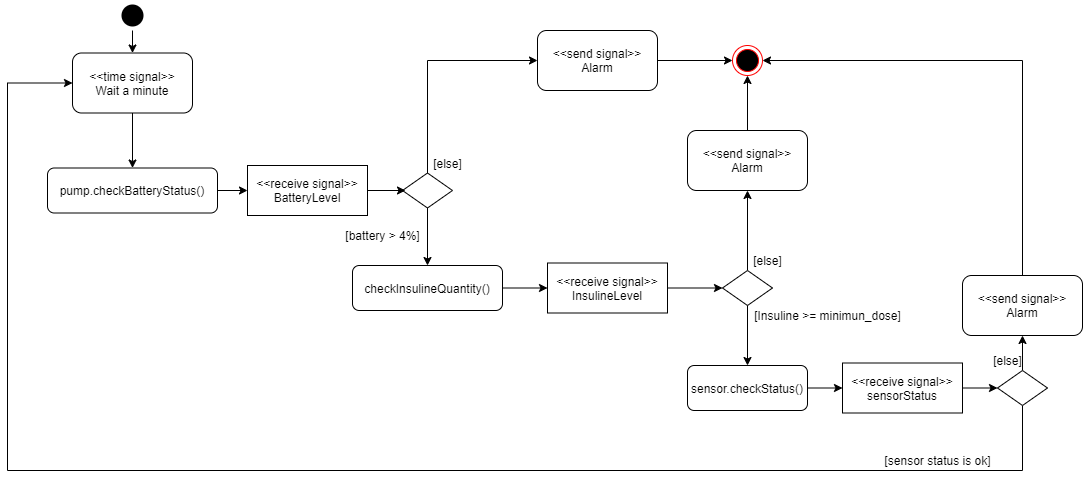 <<time signal>>
Wait a minute
pump.checkBatteryStatus()
<<receive signal>>
BatteryLevel
[else]
<<send signal>>
Alarm
[battery > 4%]
checkInsulineQuantity()
<<receive signal>>
InsulineLevel
[else]
<<send signal>>
Alarm
[Insuline >= minimun_dose]
sensor.checkStatus()
<<receive signal>>
sensorStatus
[else]
<<send signal>>
Alarm
[sensor status is ok]